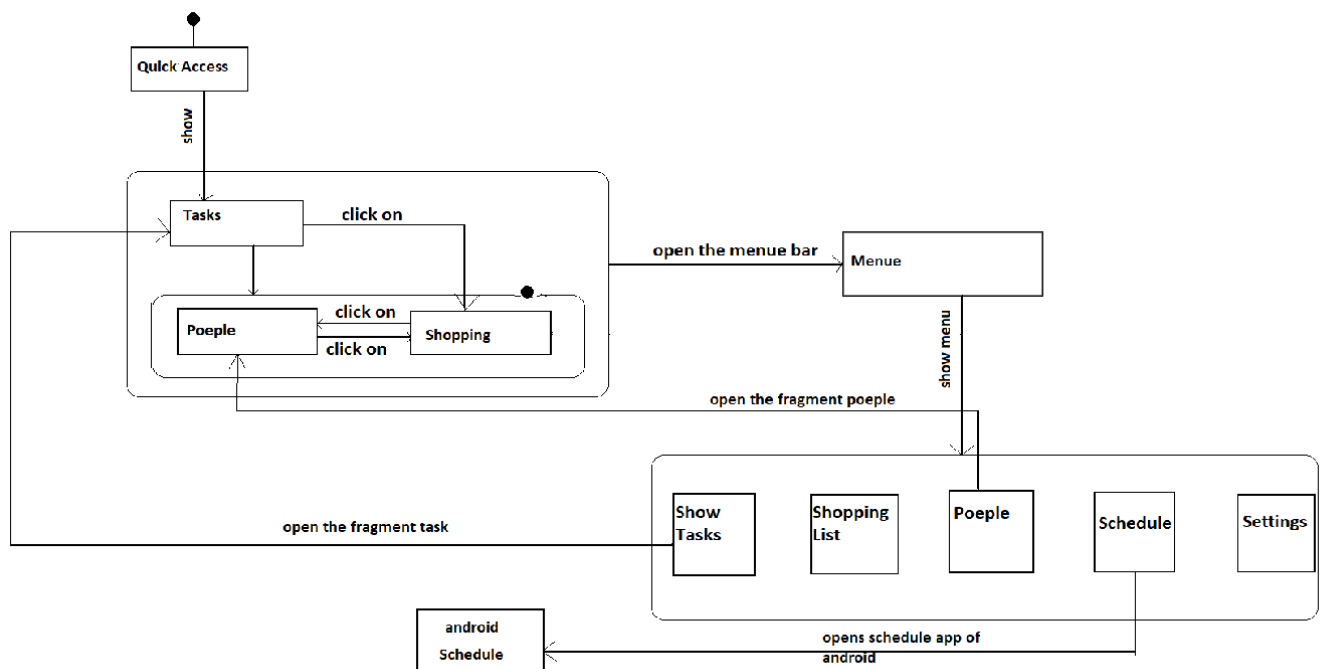 Quick Access
show
Tasks
click on
open the menue bar
Menue
Poeple
click on
click on
Shopping
show menu
open the fragment poeple
Show
Tasks
Shopping
List
Poeple
Schedule
Settings
open the fragment task
android
Schedule
opens schedule app of
android